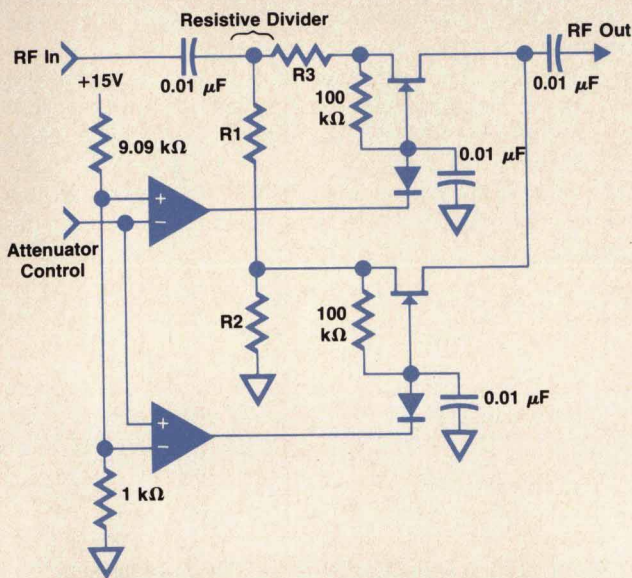 Resistive Divider
RF In
RF Out
0.01 μF
R3
0.01 μF
+15V
100
kΩ
R1
9.09 kΩ
0.01 μF
+
−
Attenuator
Control
R2
100
kΩ
0.01 μF
+
−
1 kΩ